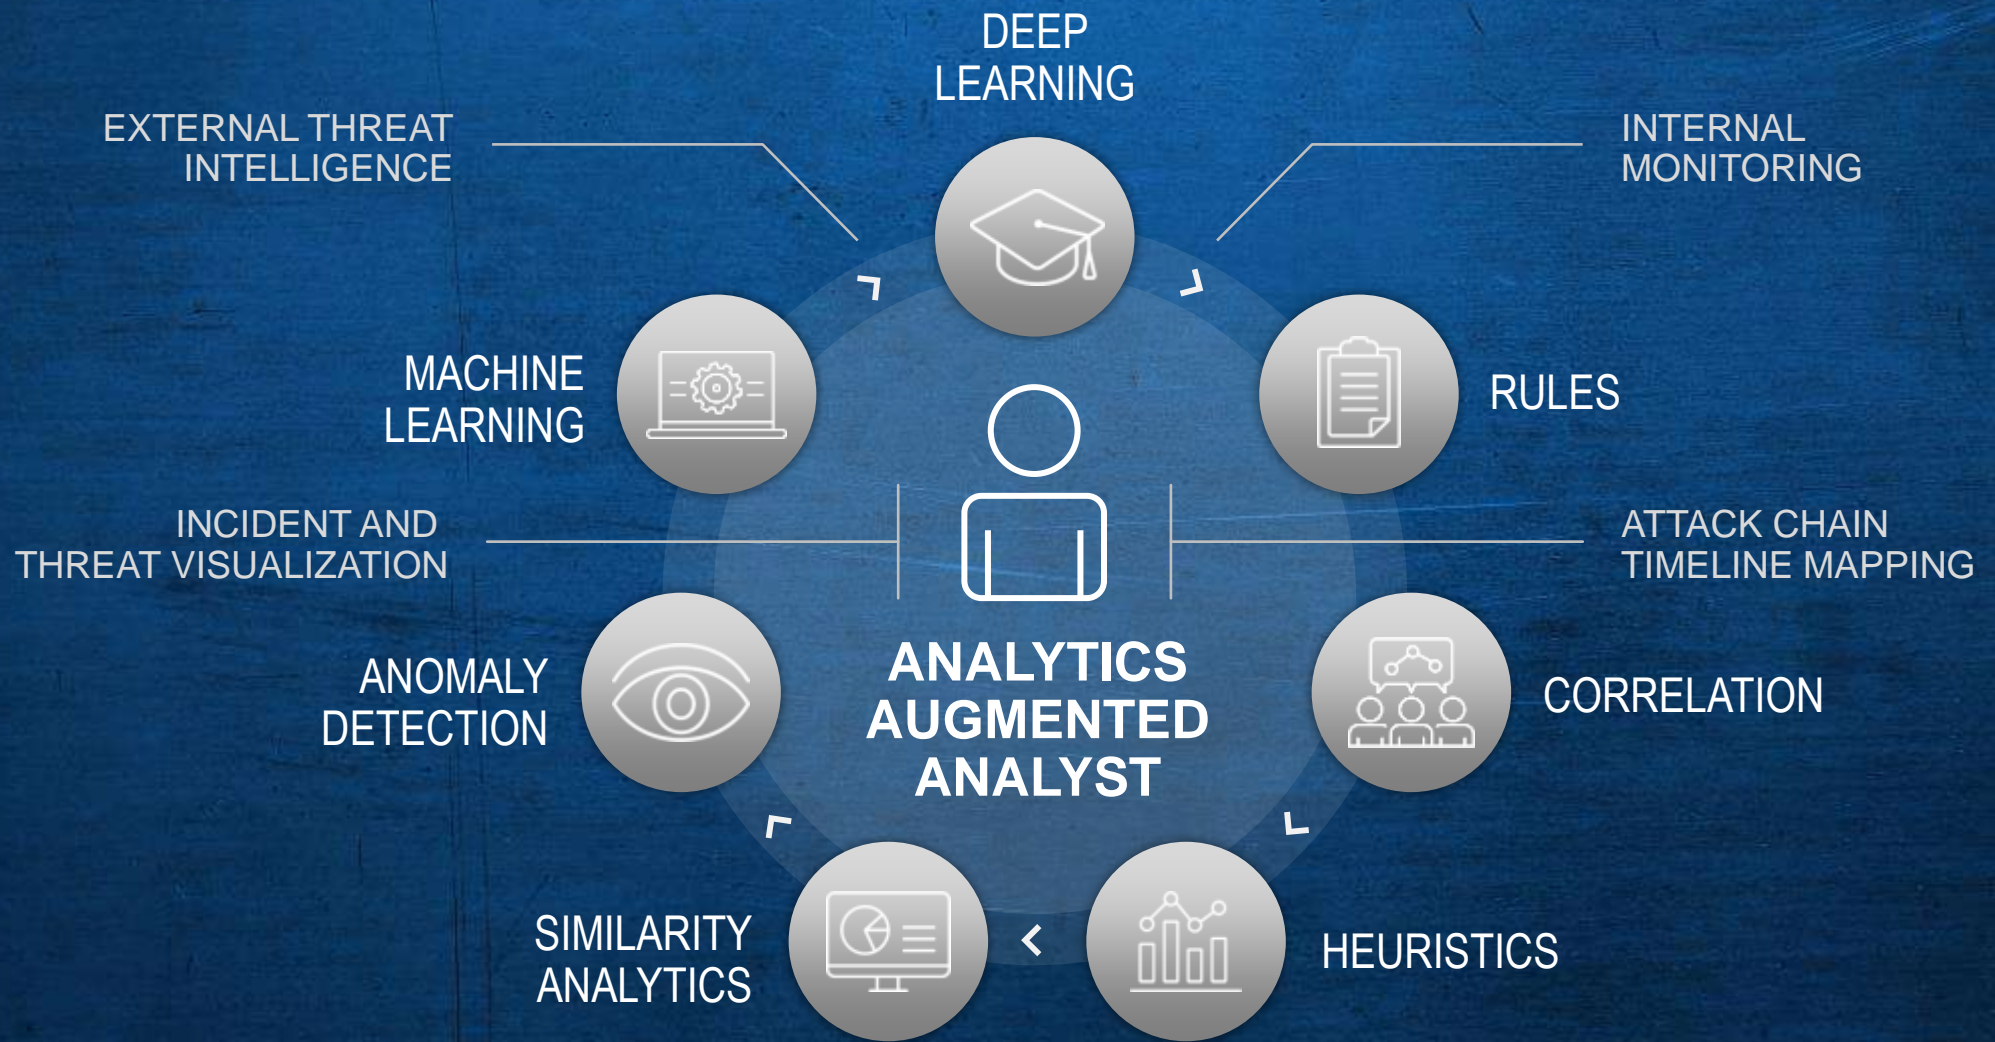 DEEP
LEARNING
EXTERNAL THREAT
INTELLIGENCE
INTERNAL
MONITORING
MACHINE
LEARNING
RULES
INCIDENT AND
THREAT VISUALIZATION
ATTACK CHAIN
TIMELINE MAPPING
ANOMALY
DETECTION
ANALYTICS
AUGMENTED
ANALYST
CORRELATION
SIMILARITY
ANALYTICS
HEURISTICS